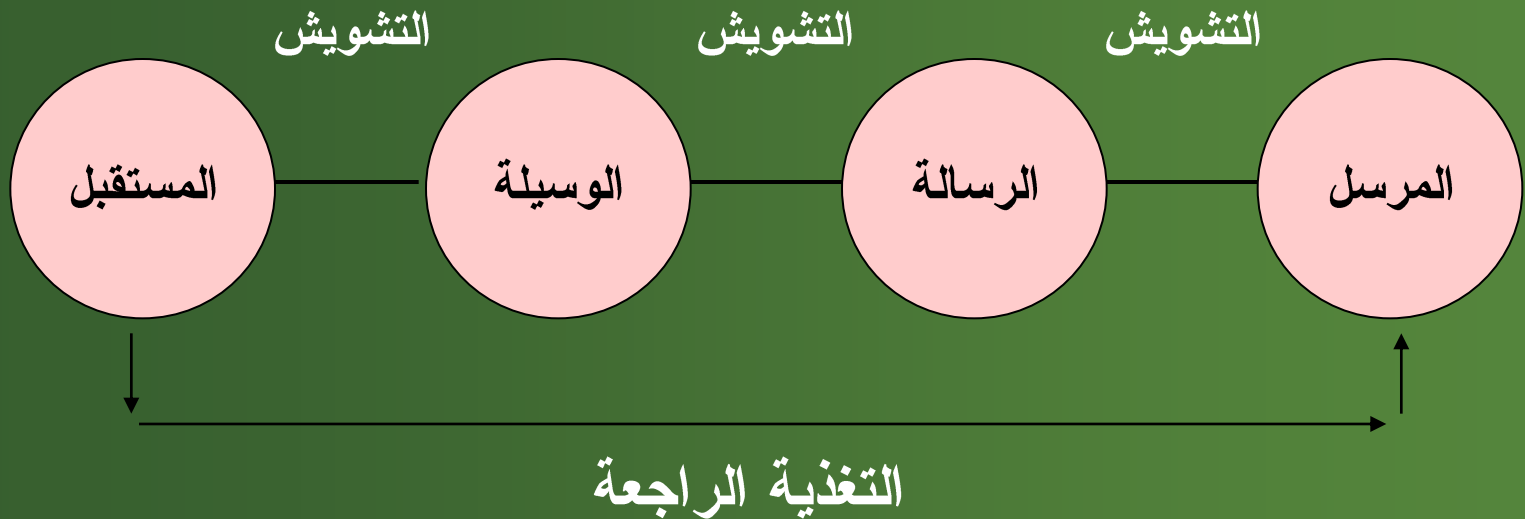 التشويش التشويش التشويش
المرسل الرسالة الوسيلة المستقبل
التغذية الراجعة